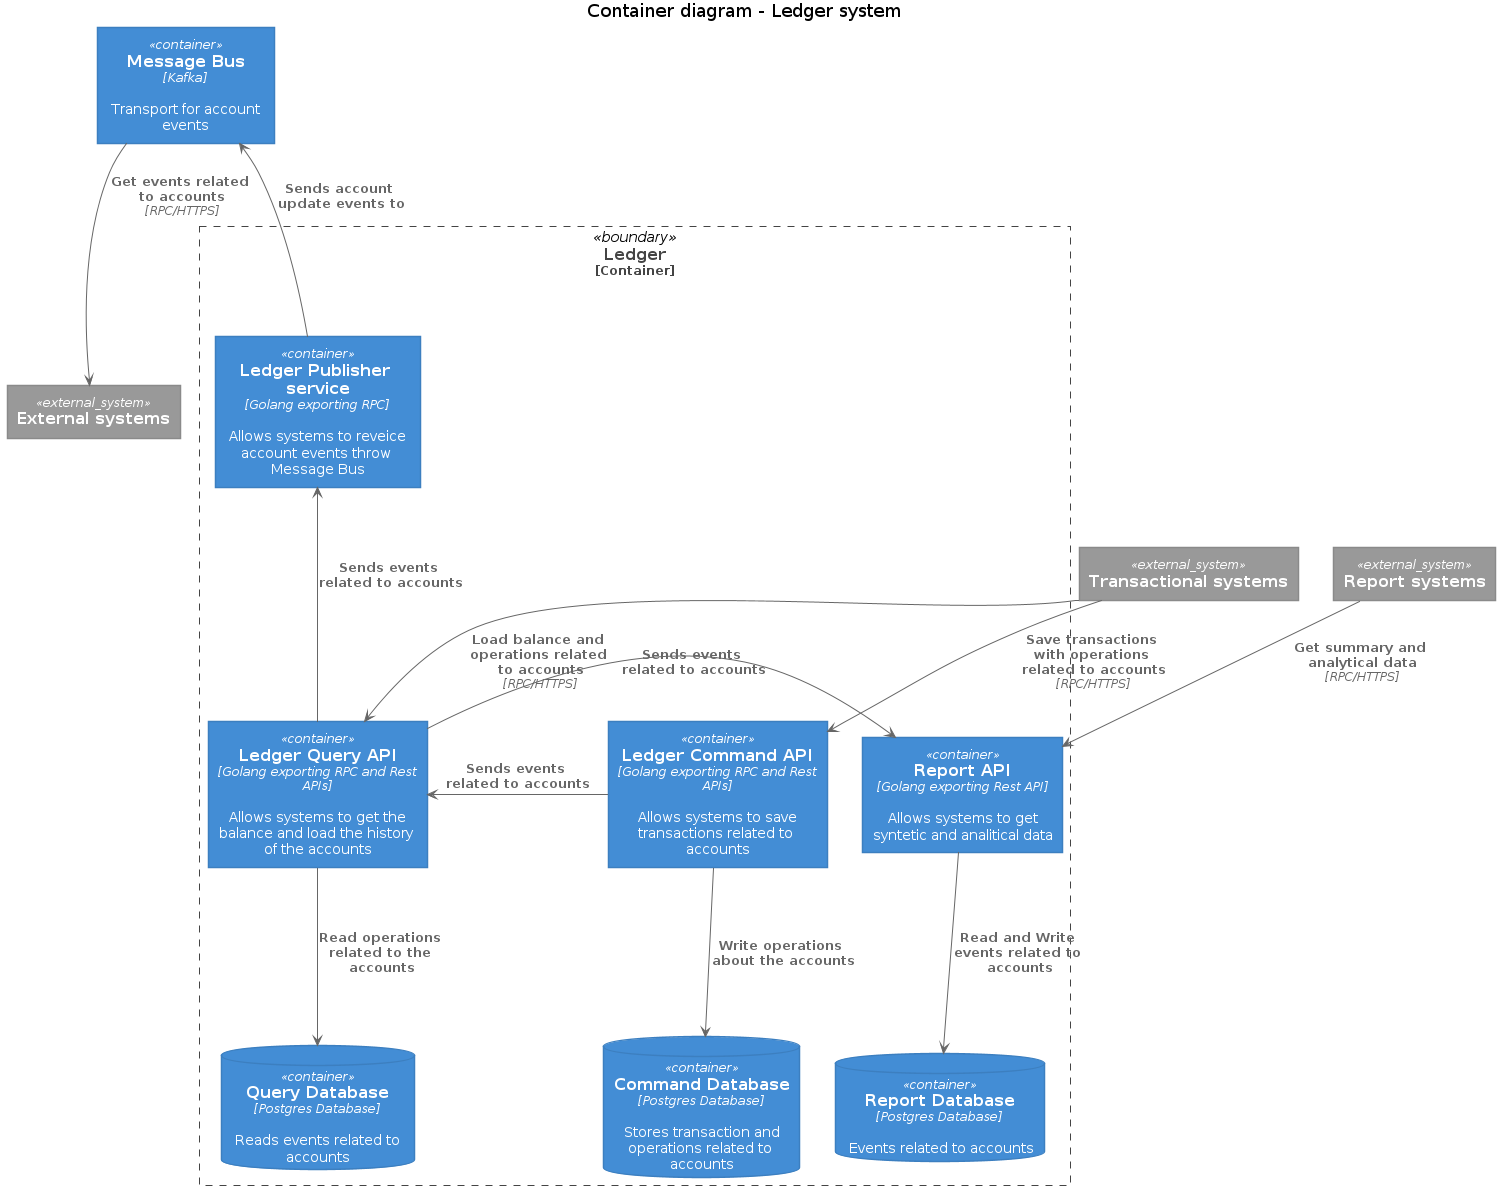 Container diagram - Ledger system
«container»
Message Bus
[Kafka]
Transport for account
events
Get events related
to accounts
[RPC/HTTPS]
Sends account
update events to
«boundary»
Ledger
[Container]
«container»
Ledger Publisher
service
[Golang exporting RPC]
Allows systems to reveice
account events throw
Message Bus
«external_system»
External systems
Sends events
related to accounts
«external_system»
Transactional systems
«external_system»
Report systems
Load balance and
operations related
to accounts
[RPC/HTTPS]
Sends events
related to accounts
Save transactions
with operations
related to accounts
[RPC/HTTPS]
Get summary and
analytical data
[RPC/HTTPS]
«container»
Ledger Query API
[Golang exporting RPC and Rest
APIs]
Allows systems to get the
balance and load the history
of the accounts
Sends events
related to accounts
«container»
Ledger Command API
[Golang exporting RPC and Rest
APIs]
Allows systems to save
transactions related to
accounts
«container»
Report API
[Golang exporting Rest API]
Allows systems to get
syntetic and analitical data
Read operations
related to the
accounts
Write operations
about the accounts
Read and Write
events related to
accounts
«container»
Query Database
[Postgres Database]
Reads events related to
accounts
«container»
Command Database
[Postgres Database]
Stores transaction and
operations related to
accounts
«container»
Report Database
[Postgres Database]
Events related to accounts